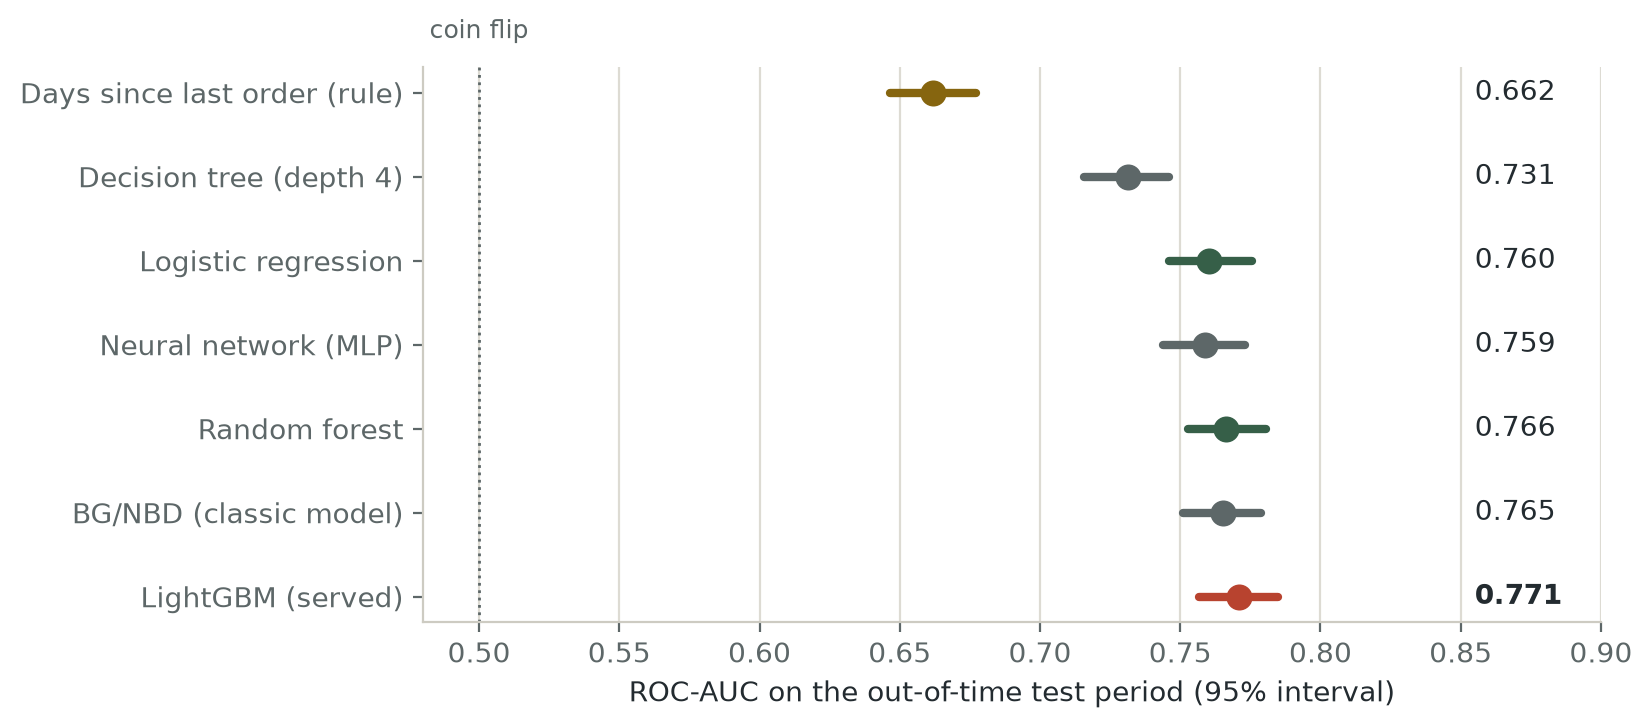 coin flip
Days since last order (rule) 0.662
Decision tree (depth 4) 0.731
Logistic regression 0.760
Neural network (MLP) 0.759
Random forest 0.766
BG/NBD (classic model) 0.765
LightGBM (served) 0.771
0.50 0.55 0.60 0.65 0.70 0.75 0.80 0.85 0.90
ROC-AUC on the out-of-time test period (95% interval)